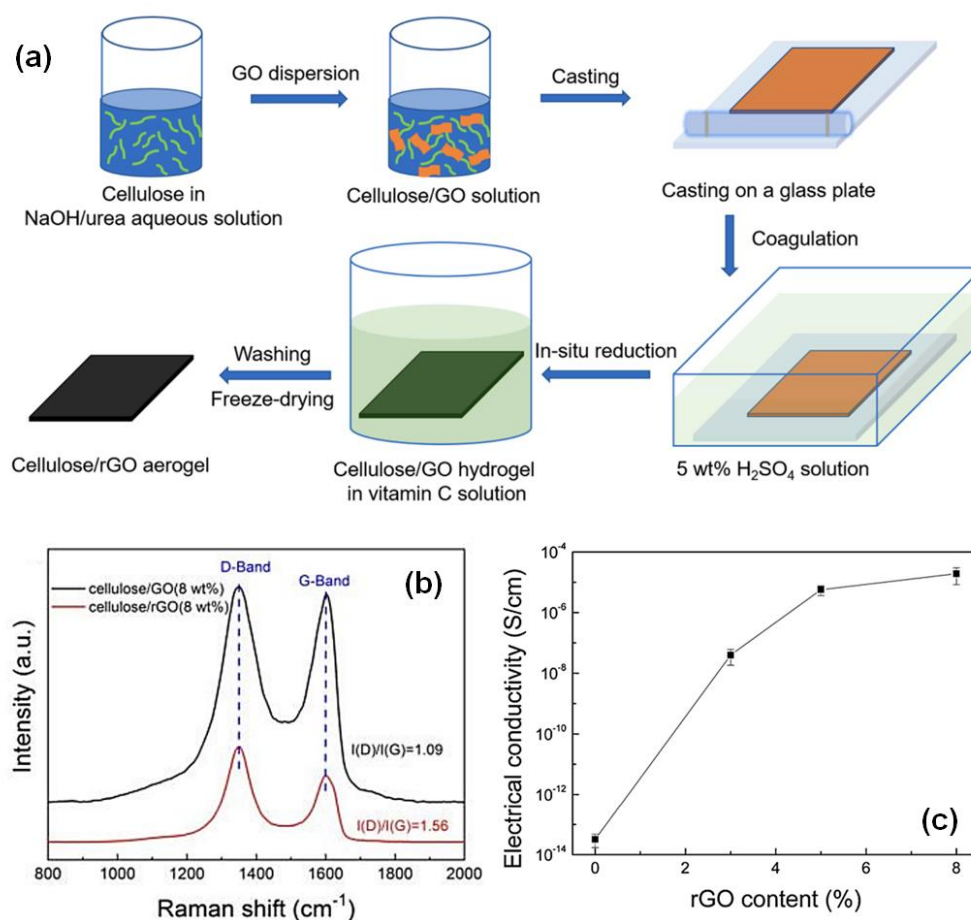 (a)
GO dispersion
Casting
Cellulose in
NaOH/urea aqueous solution
Cellulose/GO solution
Casting on a glass plate
Coagulation
Washing
Freeze-drying
In-situ reduction
Cellulose/rGO aerogel
Cellulose/GO hydrogel
in vitamin C solution
5 wt% H₂SO₄ solution
(b)
D-Band
G-Band
cellulose/GO(8 wt%)
cellulose/rGO(8 wt%)
I(D)/I(G)=1.09
I(D)/I(G)=1.56
Intensity (a.u.)
800 1000 1200 1400 1600 1800 2000
Raman shift (cm⁻¹)
Electrical conductivity (S/cm)
10⁻⁴
10⁻⁶
10⁻⁸
10⁻¹⁰
10⁻¹²
10⁻¹⁴
(c)
0 2 4 6 8
rGO content (%)